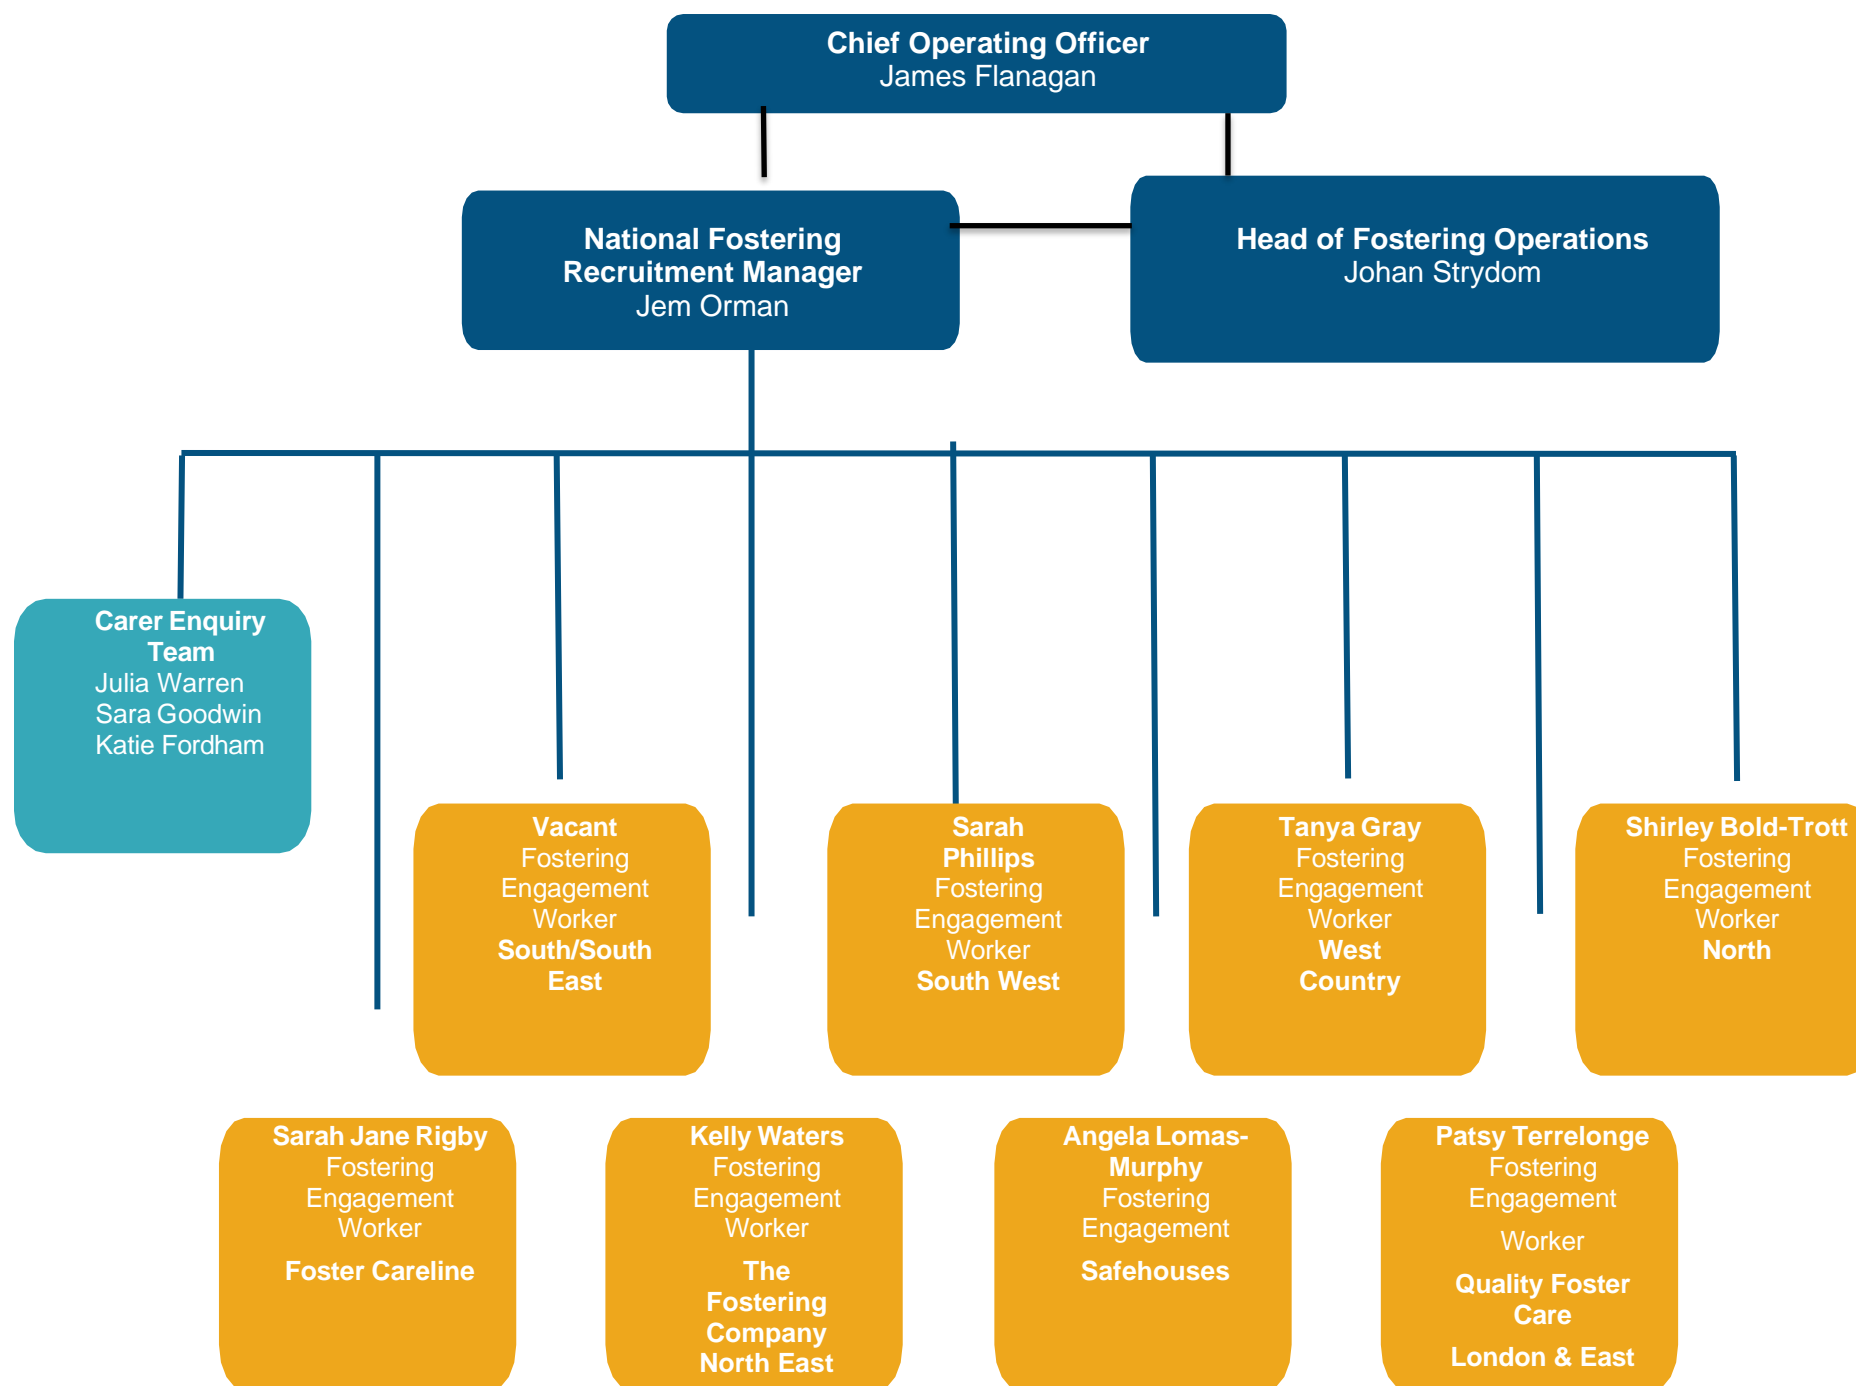 Chief Operating Officer
James Flanagan
National Fostering
Recruitment Manager
Jem Orman
Head of Fostering Operations
Johan Strydom
Carer Enquiry
Team
Julia Warren
Sara Goodwin
Katie Fordham
Vacant
Fostering
Engagement
Worker
South/South
East
Sarah
Phillips
Fostering
Engagement
Worker
South West
Tanya Gray
Fostering
Engagement
Worker
West
Country
Shirley Bold-Trott
Fostering
Engagement
Worker
North
Sarah Jane Rigby
Fostering
Engagement
Worker
Foster Careline
Kelly Waters
Fostering
Engagement
Worker
The
Fostering
Company
North East
Angela Lomas-
Murphy
Fostering
Engagement
Safehouses
Patsy Terrelonge
Fostering
Engagement
Worker
Quality Foster
Care
London & East